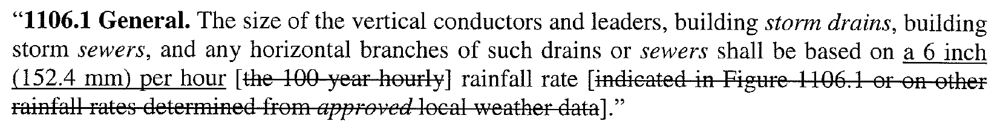 “1106.1 General. The size of the vertical conductors and leaders, building storm drains, building
storm sewers, and any horizontal branches of such drains or sewers shall be based on a 6 inch
(152.4 mm) per hour [the 100 year hourly] rainfall rate [indicated in Figure 1106.1 or on other
rainfall rates determined from approved local weather data].”